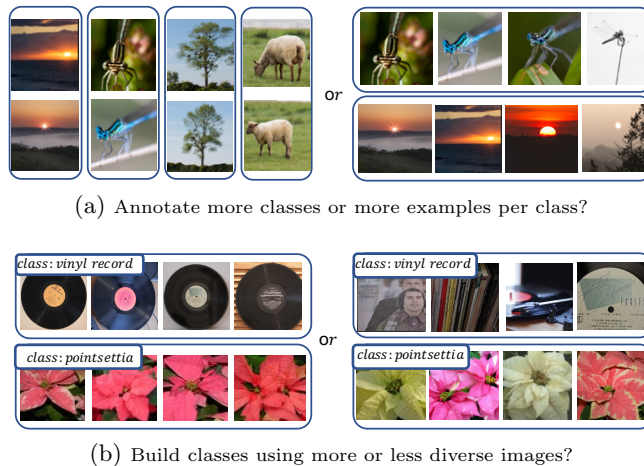 or
(a) Annotate more classes or more examples per class?
class: vinyl record
class: vinyl record
or
class: pointsettia
class: pointsettia
(b) Build classes using more or less diverse images?